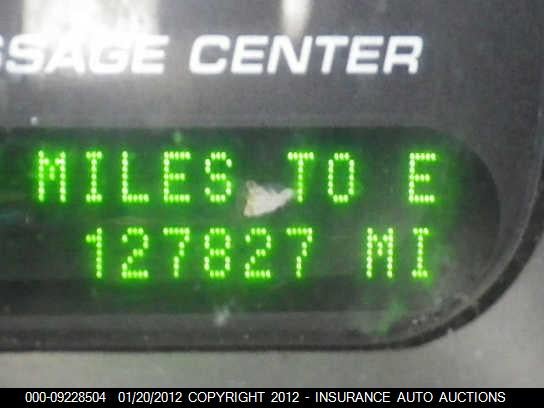 SSAGE CENTER
MILES TO E
127827 MI
000-09228504 01/20/2012 COPYRIGHT 2012 - INSURANCE AUTO AUCTIONS